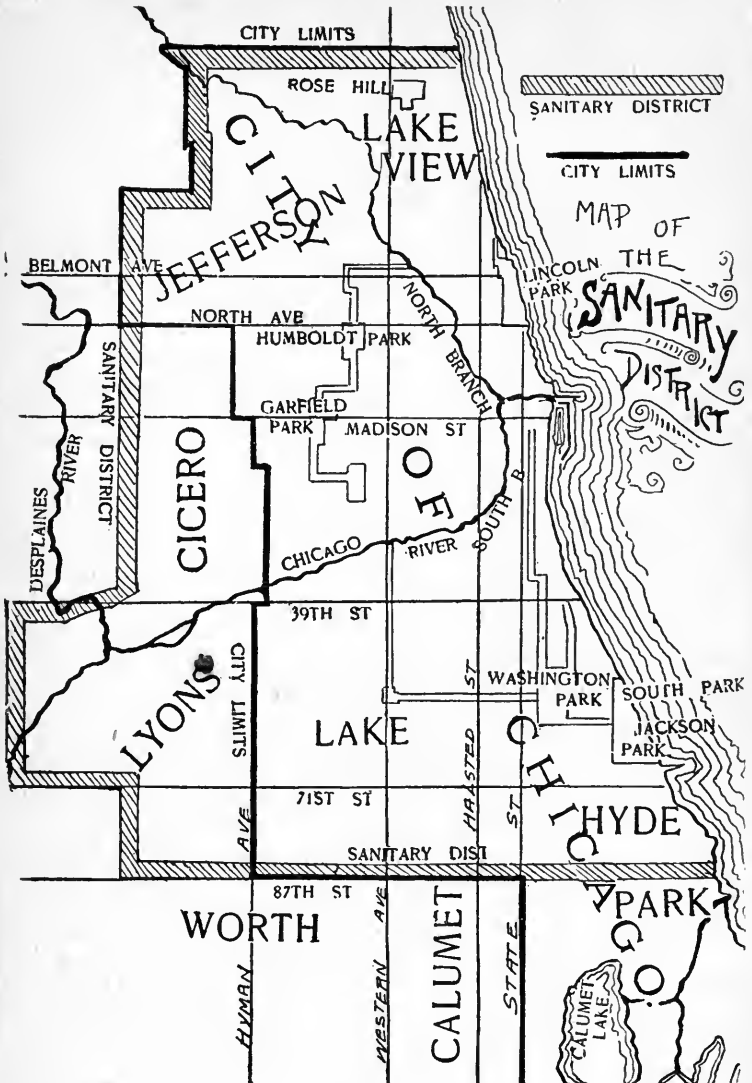 CITY LIMITS
ROSE HILL
SANITARY DISTRICT
LAKE
VIEW
CITY LIMITS
CITY
MAP OF
THE
SANITARY
DISTRICT
JEFFERSON
BELMONT AVE
LINCOLN
PARK
NORTH AVE
HUMBOLDT PARK
NORTH BRANCH
SANITARY DISTRICT
GARFIELD
PARK
MADISON ST
DESPLAINES
RIVER
CICERO
OF
SOUTH B
CHICAGO RIVER
39TH ST
LYONS
CITY LIMITS
WASHINGTON
PARK
SOUTH PARK
JACKSON
PARK
LAKE
HALSTED ST
CHICAGO
71ST ST
HYDE
PARK
SANITARY DIST
87TH ST
WORTH
CALUMET
HYMAN AVE
WESTERN AVE
STATE ST
CALUMET
LAKE